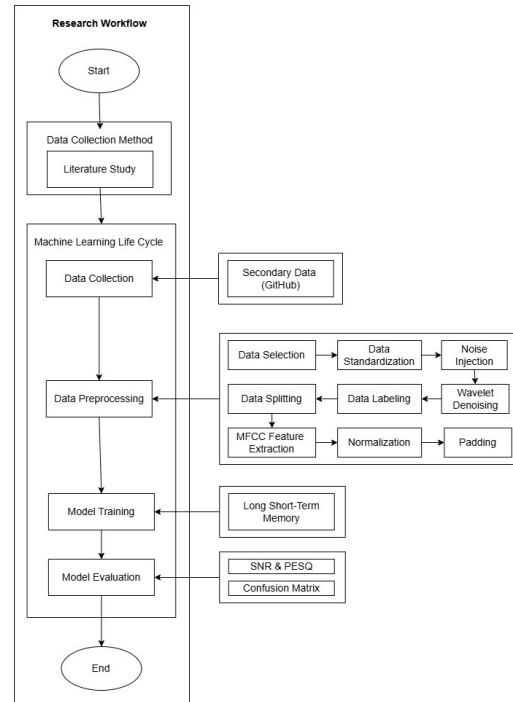 Research Workflow
Start
Data Collection Method
Literature Study
Machine Learning Life Cycle
Data Collection
Secondary Data
(GitHub)
Data Selection
Data
Standardization
Noise
Injection
Data Preprocessing
Data Splitting
Data Labeling
Wavelet
Denoising
MFCC Feature
Extraction
Normalization
Padding
Model Training
Long Short-Term
Memory
Model Evaluation
SNR & PESQ
Confusion Matrix
End